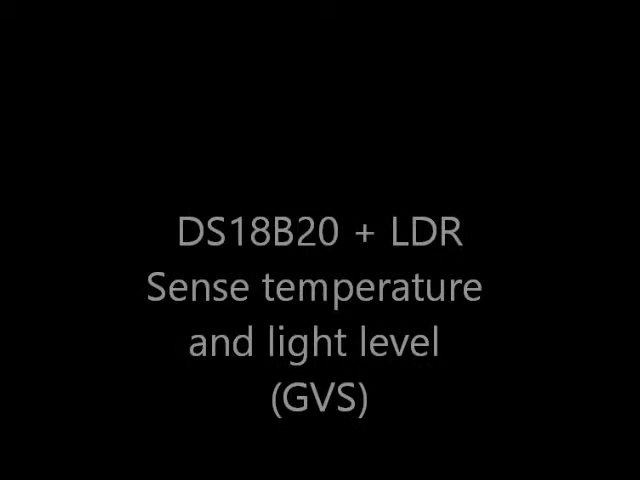 DS18B20 + LDR
Sense temperature
and light level
(GVS)